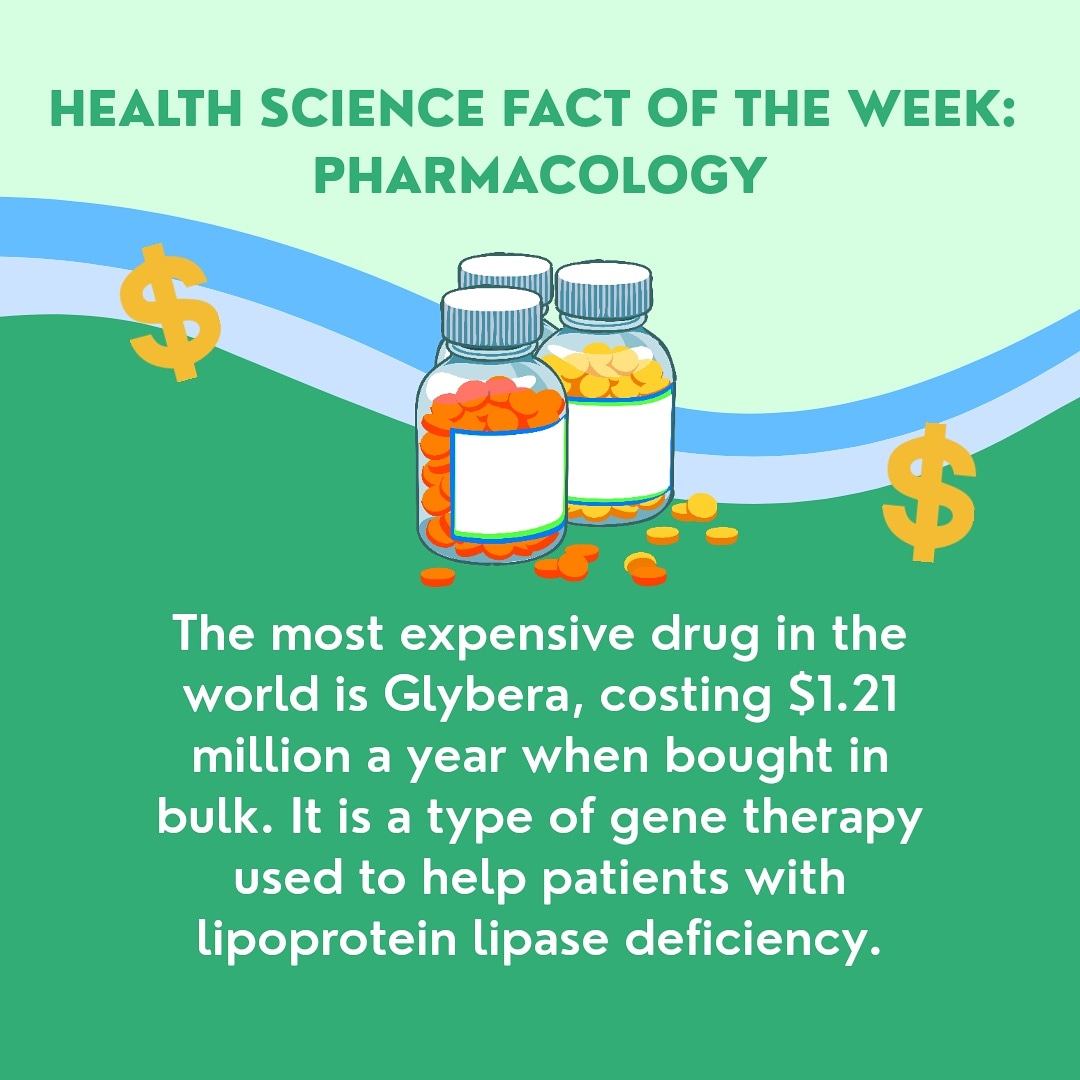 HEALTH SCIENCE FACT OF THE WEEK:
PHARMACOLOGY
$
$
The most expensive drug in the
world is Glybera, costing $1.21
million a year when bought in
bulk. It is a type of gene therapy
used to help patients with
lipoprotein lipase deficiency.